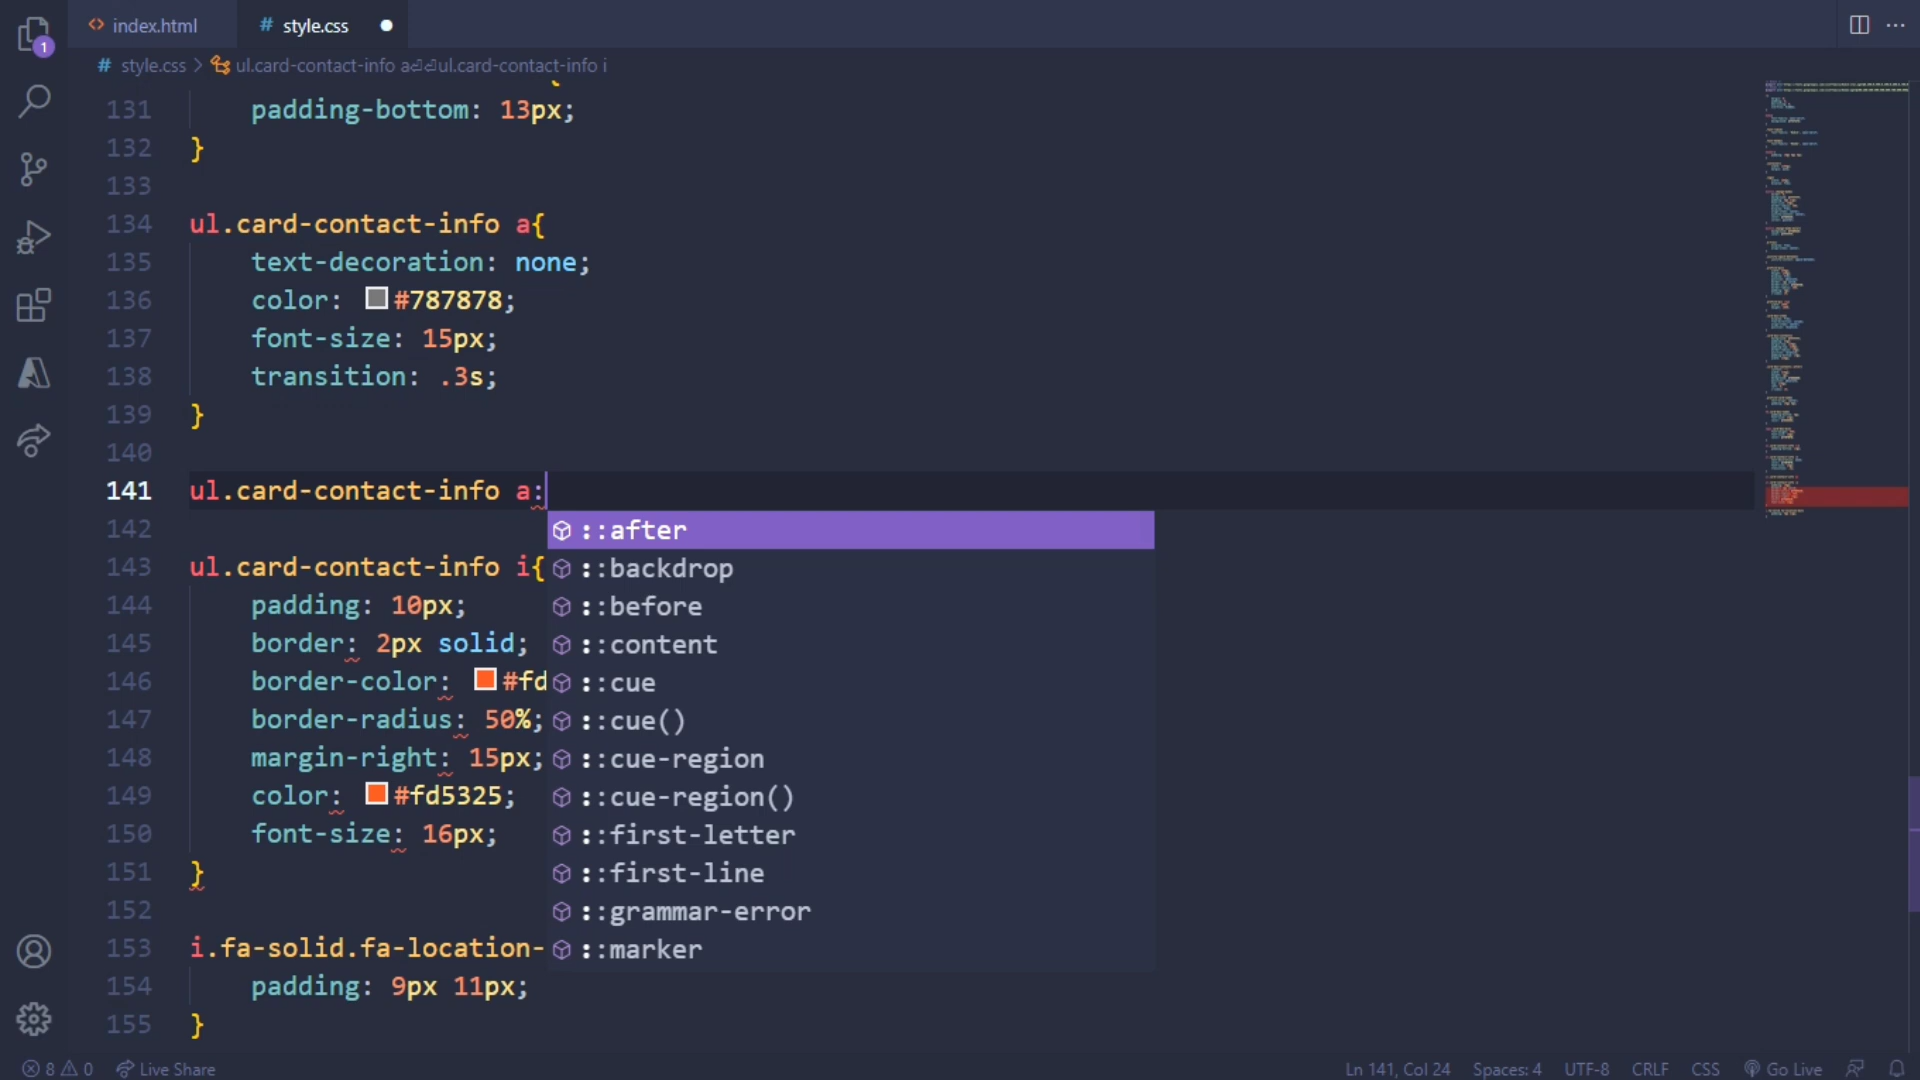 1
index.html
# style.css
# style.css > ul.card-contact-info a⏎⏎ul.card-contact-info i
131 padding-bottom: 13px;
132 }
133
134 ul.card-contact-info a{
135 text-decoration: none;
136 color: #787878;
137 font-size: 15px;
138 transition: .3s;
139 }
140
141 ul.card-contact-info a:
::after
142
::backdrop
143 ul.card-contact-info i{
::before
144 padding: 10px;
::content
145 border: 2px solid;
::cue
146 border-color: #fd
::cue()
147 border-radius: 50%;
::cue-region
148 margin-right: 15px;
::cue-region()
149 color: #fd5325;
::first-letter
150 font-size: 16px;
::first-line
151 }
::grammar-error
152
::marker
153 i.fa-solid.fa-location-
154 padding: 9px 11px;
155 }
8 0 Live Share
Ln 141, Col 24 Spaces: 4 UTF-8 CRLF CSS Go Live